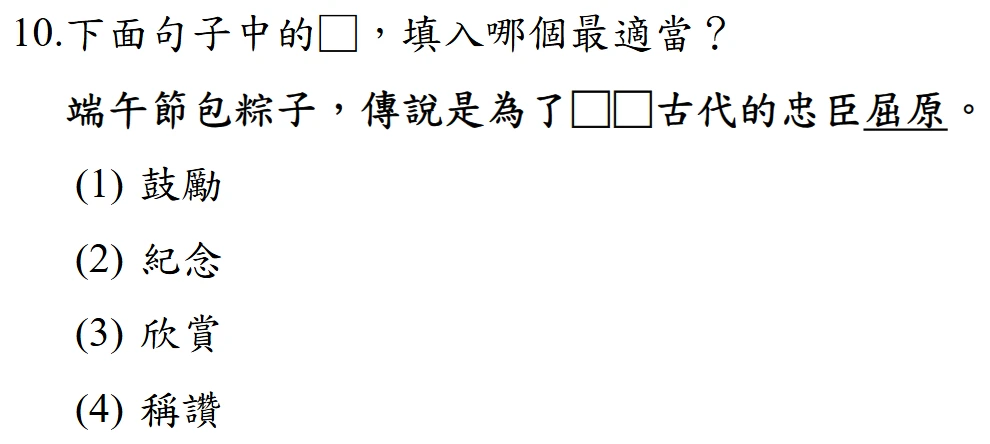 10.下面句子中的□，填入哪個最適當？
端午節包粽子，傳說是為了□□古代的忠臣屈原。
(1) 鼓勵
(2) 紀念
(3) 欣賞
(4) 稱讚